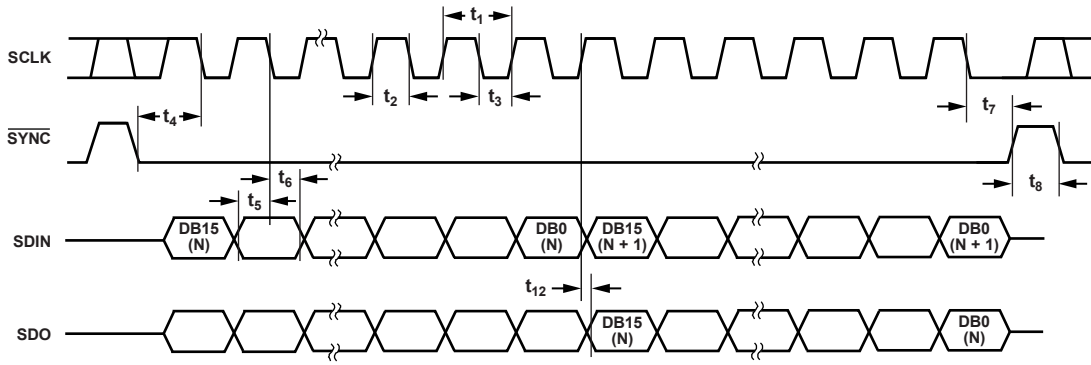 t1
SCLK
t2
t3
t4
t7
SYNC
t6
t5
t8
SDIN
DB15
(N)
DB0
(N)
DB15
(N + 1)
DB0
(N + 1)
t12
SDO
DB15
(N)
DB0
(N)